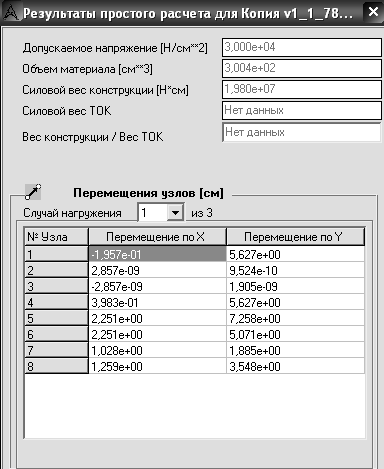 Результаты простого расчета для Копия v1_1_78...
Допускаемое напряжение [Н/см**2] 3,000e+04
Объем материала [см**3] 3,004e+02
Силовой вес конструкции [Н*см] 1,980e+07
Силовой вес ТОК Нет данных
Вес конструкции / Вес ТОК Нет данных
Перемещения узлов [см]
Случай нагружения 1 из 3
№ Узла Перемещение по X Перемещение по Y
1 -1,957e-01 5,627e+00
2 2,857e-09 9,524e-10
3 -2,857e-09 1,905e-09
4 3,983e-01 5,627e+00
5 2,251e+00 7,258e+00
6 2,251e+00 5,071e+00
7 1,028e+00 1,885e+00
8 1,259e+00 3,548e+00